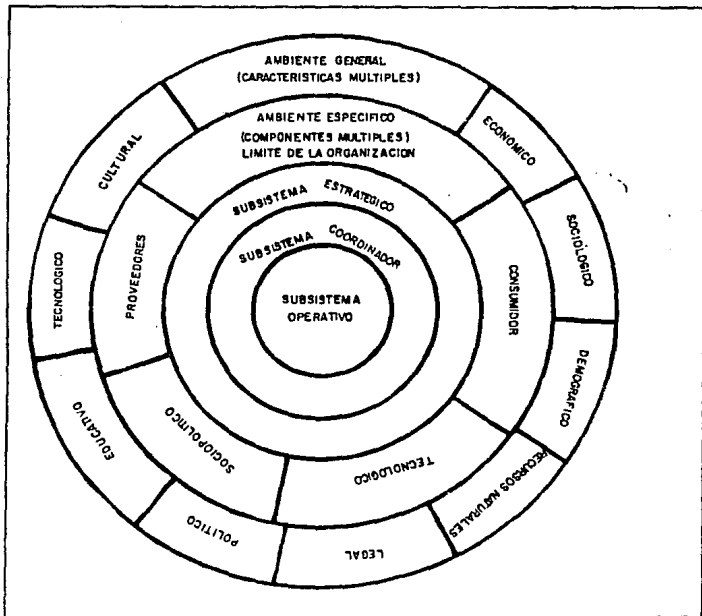 AMBIENTE GENERAL
(CARACTERISTICAS MULTIPLES)
AMBIENTE ESPECIFICO
(COMPONENTES MULTIPLES)
LIMITE DE LA ORGANIZACION
SUBSISTEMA ESTRATEGICO
SUBSISTEMA COORDINADOR
SUBSISTEMA
OPERATIVO
CULTURAL
ECONOMICO
SOCIOLOGICO
DEMOGRAFICO
RECURSOS NATURALES
LEGAL
POLITICO
EDUCATIVO
TECNOLOGICO
PROVEEDORES
CONSUMIDOR
TECNOLOGICO
SOCIOPOLITICO